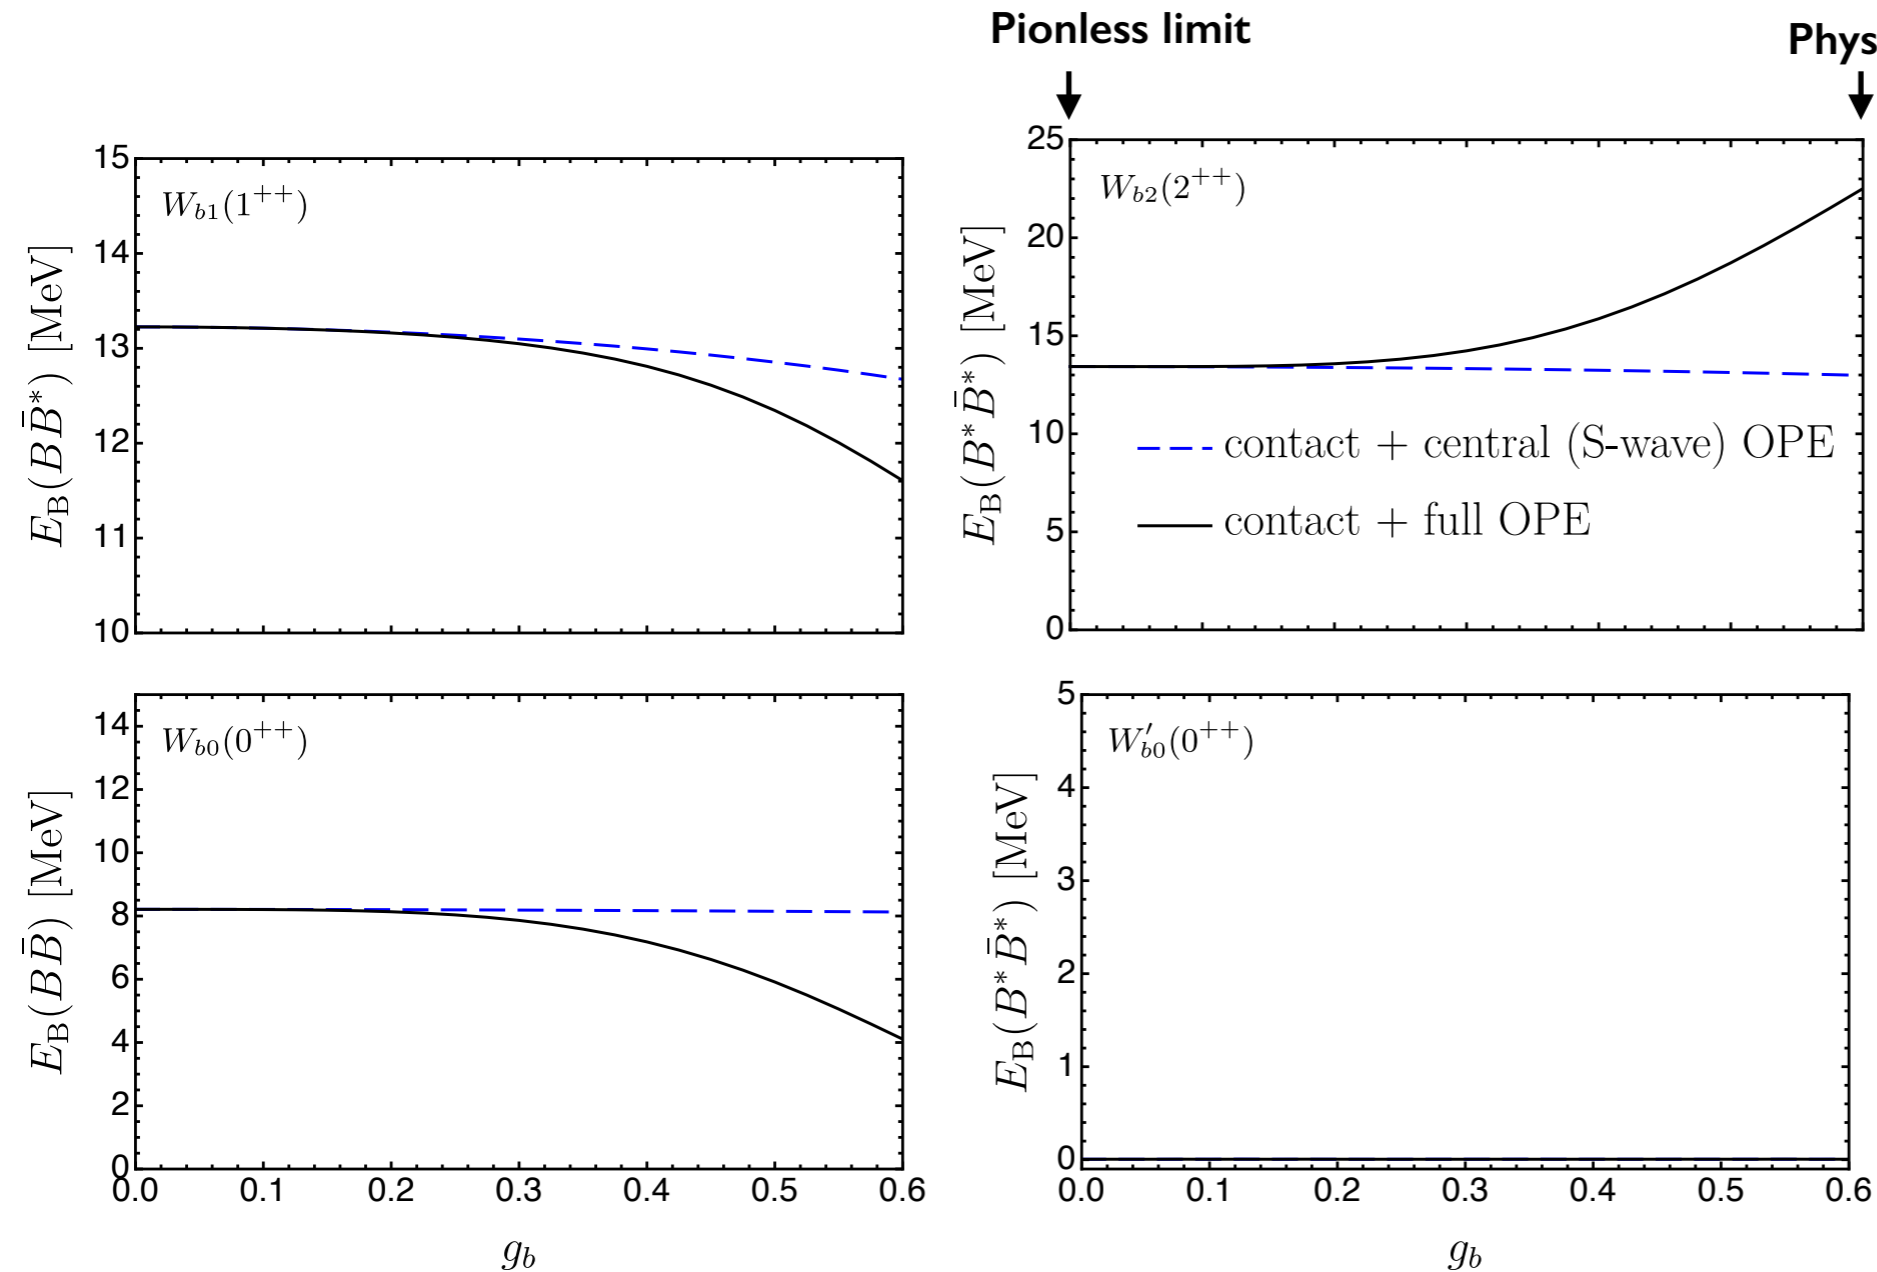 Pionless limit
Phys
15
14
13
12
11
10
W_{b1}(1^{++})
E_B(B\bar{B}^*) [MeV]
25
20
15
10
5
0
W_{b2}(2^{++})
E_B(B^*\bar{B}^*) [MeV]
contact + central (S-wave) OPE
contact + full OPE
14
12
10
8
6
4
2
0
W_{b0}(0^{++})
E_B(B\bar{B}) [MeV]
0.0 0.1 0.2 0.3 0.4 0.5 0.6
g_b
5
4
3
2
1
0
W'_{b0}(0^{++})
E_B(B^*\bar{B}^*) [MeV]
0.0 0.1 0.2 0.3 0.4 0.5 0.6
g_b